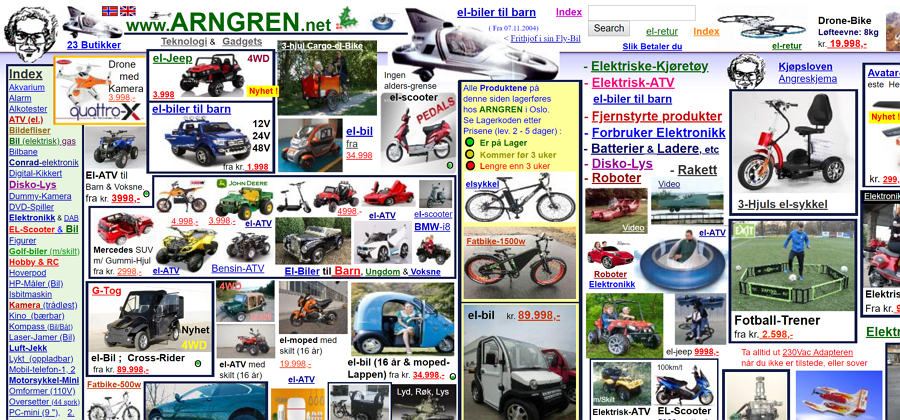 www.ARNGREN.net
23 Butikker
Teknologi & Gadgets
el-biler til barn
Index
( Fra 07.11.2004)
< Frithjof i sin Fly-Bil
Search
el-retur
Infosider
Slik Betaler du
el-retur
Drone-Bike
Løfteevne: 8kg
kr. 19.998,-
Index
Akvarium
Alarm
Alkotester
ATV (el.)
Bildefliser
Bil (elektrisk) gas
Bilbane
Conrad-elektronik
Digital-Kikkert
Disko-Lys
Dummy-Kamera
DVD-Spiller
Elektronikk & DAB
EL-Scooter & Bil
Figurer
Golf-biler (m/skilt)
Hobby & RC
Hoverpod
HP-Måler (Bil)
Isbitmaskin
Kamera (trådløst)
Kino (bærbar)
Kompass (Bil/Båt)
Laser-Jamer (Bil)
Luft-Jekk
Lykt (oppladbar)
Mobil-telefon-1, 2
Motorsykkel-Mini
Omformer (110V)
Oversetter (44 språk)
PC-mini (9 "), 2.
Drone
med
Kamera
3.998,-
quattro-X
el-Jeep
4WD
3.998
Nyhet !
el-biler til barn
12V
24V
48V
fra kr. 1.998
El-ATV til
Barn & Voksne
fra kr. 3998,-
3-hjul Cargo-el-Bike
el-bil
fra
34.998
Ingen
alders-grense
el-scooter
PEDALS
Mercedes SUV
m/ Gummi-Hjul
fra kr. 2998,-
4.998,-
JOHN DEERE
3.998,-
el-ATV
el-ATV
Bensin-ATV
4998,-
el-ATV
el-scooter
BMW-i8
El-Biler til Barn, Ungdom & Voksne
Alle Produktene på
denne siden lagerføres
hos ARNGREN i Oslo.
Se Lagerkoden etter
Prisene (lev. 2 - 5 dager) :
Er på Lager
Kommer før 3 uker
Lengre enn 3 uker
elsykkel
Fatbike-1500w
el-bil kr. 89.998,-
- Elektriske-Kjøretøy
- Elektrisk-ATV
el-biler til barn
- Fjernstyrte produkter
- Forbruker Elektronikk
- Batterier & Ladere, etc
- Disko-Lys
- Roboter
- Rakett
Video
Video
el-ATV
Roboter
Elektronikk
el-jeep 9998,-
m/Skilt
Elektrisk-ATV
100km/t
EL-Scooter
Kjøpsloven
Angreskjema
3-Hjuls el-sykkel
EXIT
Fotball-Trener
fra kr. 2.598,-
Ta alltid ut 230Vac Adapteren
når du ikke er tilstede, eller sover
Avatar-
este He
Nyhet !
kr. 299,
Elektroni
Elektris
fra kr. 8
Elektr
G-Tog
Nyhet
4WD
el-Bil ; Cross-Rider
fra kr. 89.998,-
4WD
el-ATV med
skilt (16 år)
el-moped med
skilt (16 år)
19.998,-
el-bil (16 år & moped-
Lappen) fra kr. 34.998,-
Fatbike-500w
el-ATV
Lyd, Røk, Lys